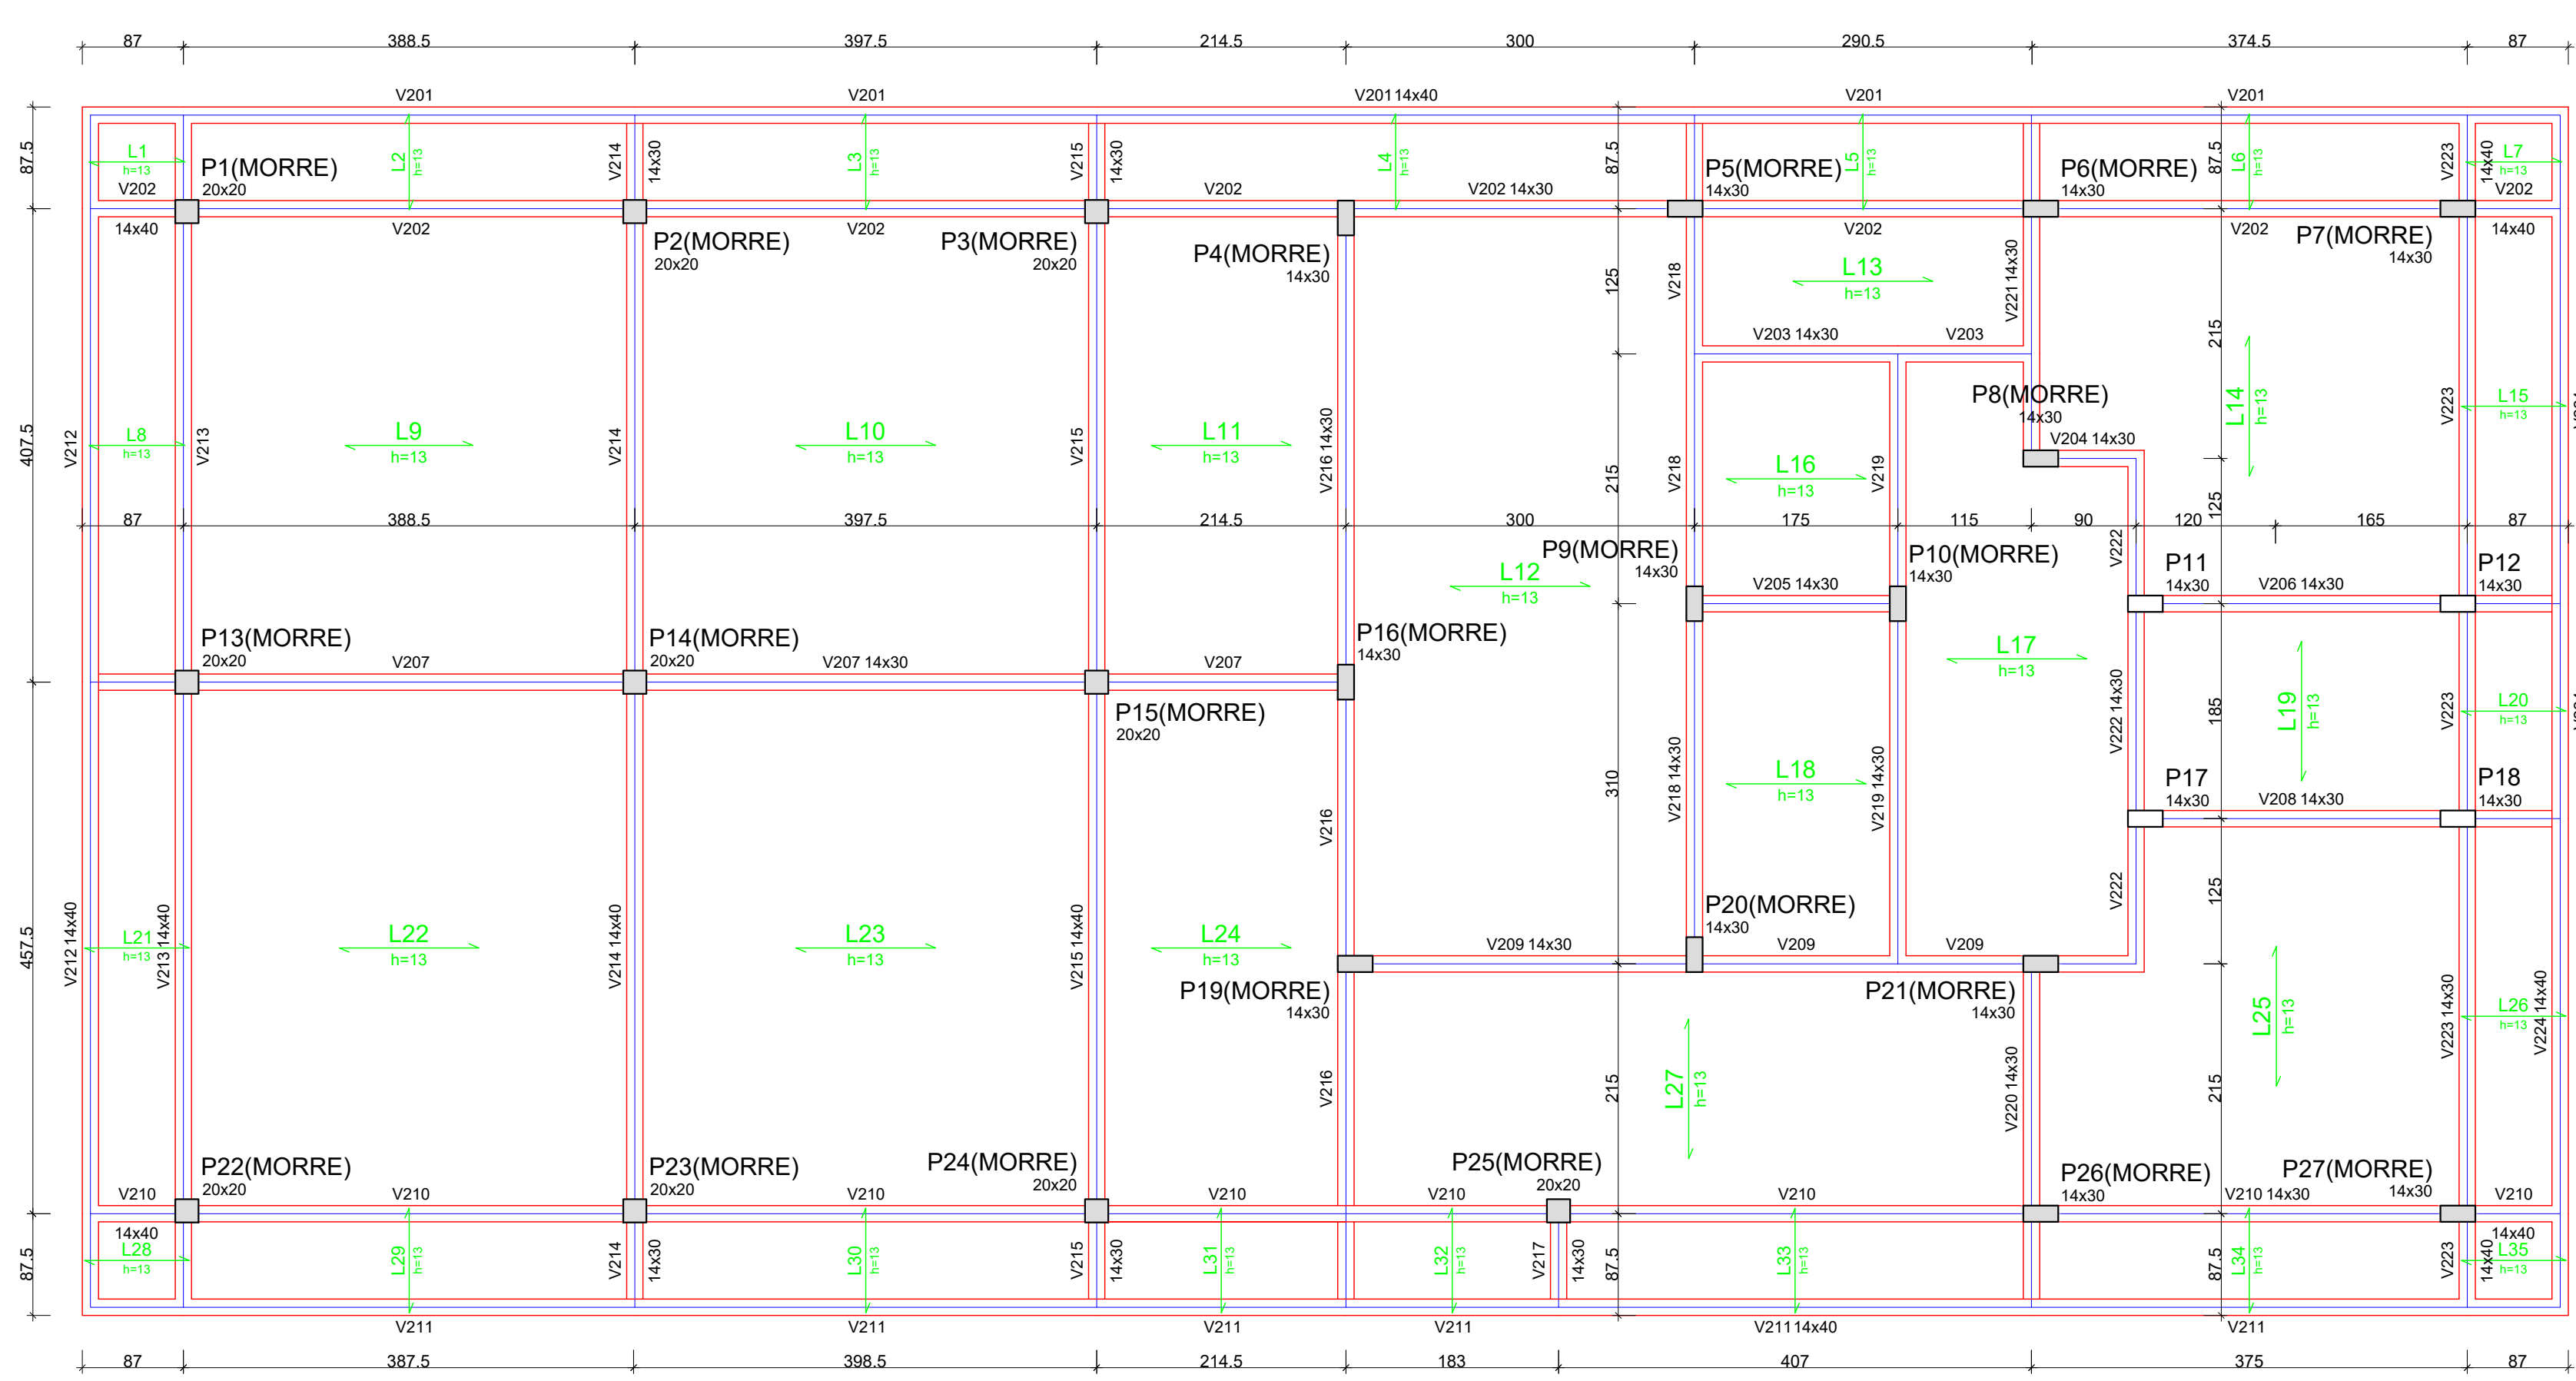 87 388.5 397.5 214.5 300 290.5 374.5 87
V201 V201 V201 14x40 V201 V201
87.5
L1
h=13
V202
14x40
P1(MORRE)
20x20
L2
h=13
V214
14x30
L3
h=13
V215
14x30
V202
L4
h=13
V202 14x30
87.5
P5(MORRE)
14x30
L5
h=13
P6(MORRE)
14x30
87.5
L6
h=13
V223
14x40
L7
h=13
V202
14x40
V202
P2(MORRE)
20x20
V202
P3(MORRE)
20x20
P4(MORRE)
14x30
V202
V202
P7(MORRE)
14x30
125
V218
L13
h=13
V221 14x30
V203 14x30
V203
215
407.5
V212
L8
h=13
V213
L9
h=13
V214
L10
h=13
V215
L11
h=13
V216 14x30
215
V218
L16
h=13
V219
P8(MORRE)
14x30
V204 14x30
L14
h=13
V223
L15
h=13
87 388.5 397.5 214.5 300 175 115 90 120 165 87
125
L12
h=13
P9(MORRE)
14x30
V205 14x30
P10(MORRE)
14x30
V222
P11
14x30
V206 14x30
P12
14x30
P13(MORRE)
20x20
V207
P14(MORRE)
20x20
V207 14x30
V207
P15(MORRE)
20x20
P16(MORRE)
14x30
L17
h=13
V222 14x30
185
L19
h=13
V223
L20
h=13
310
V218 14x30
L18
h=13
V219 14x30
P17
14x30
V208 14x30
P18
14x30
V216
457.5
V212 14x40
L21
h=13
V213 14x40
L22
h=13
V214 14x40
L23
h=13
V215 14x40
L24
h=13
V209 14x30
P20(MORRE)
14x30
V209
V209
V222
125
P19(MORRE)
14x30
P21(MORRE)
14x30
L25
h=13
V223 14x30
L26
h=13
V224 14x40
V216
215
L27
h=13
V220 14x30
215
P22(MORRE)
20x20
V210
V210
P23(MORRE)
20x20
V210
P24(MORRE)
20x20
V210
V210
P25(MORRE)
20x20
V210
P26(MORRE)
14x30
V210 14x30
P27(MORRE)
14x30
V210
87.5
14x40
L28
h=13
L29
h=13
V214
14x30
L30
h=13
V215
14x30
L31
h=13
L32
h=13
V217
14x30
87.5
L33
h=13
87.5
L34
h=13
V223
14x40
14x40
L35
h=13
V211 V211 V211 V211 V211 14x40 V211
87 387.5 398.5 214.5 183 407 375 87